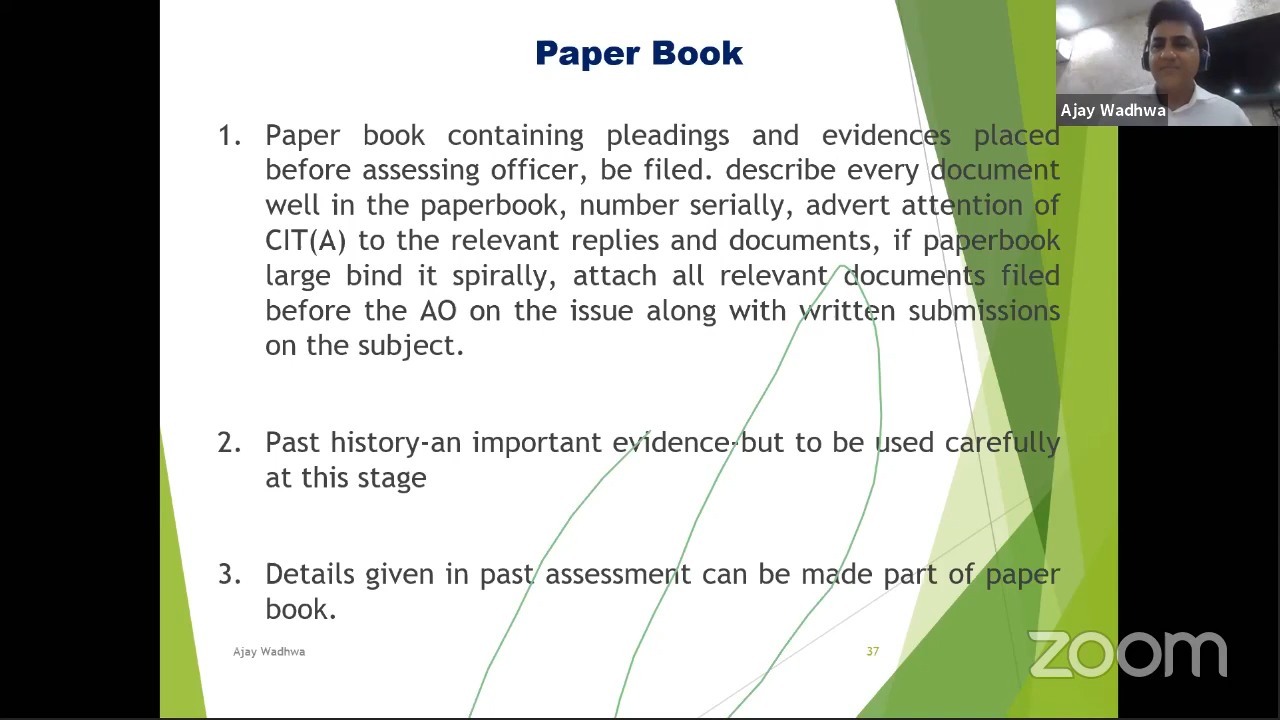 Paper Book
Ajay Wadhwa
1. Paper book containing pleadings and evidences placed
before assessing officer, be filed. describe every document
well in the paperbook, number serially, advert attention of
CIT(A) to the relevant replies and documents, if paperbook
large bind it spirally, attach all relevant documents filed
before the AO on the issue along with written submissions
on the subject.
2. Past history-an important evidence-but to be used carefully
at this stage
3. Details given in past assessment can be made part of paper
book.
Ajay Wadhwa
37
zoom